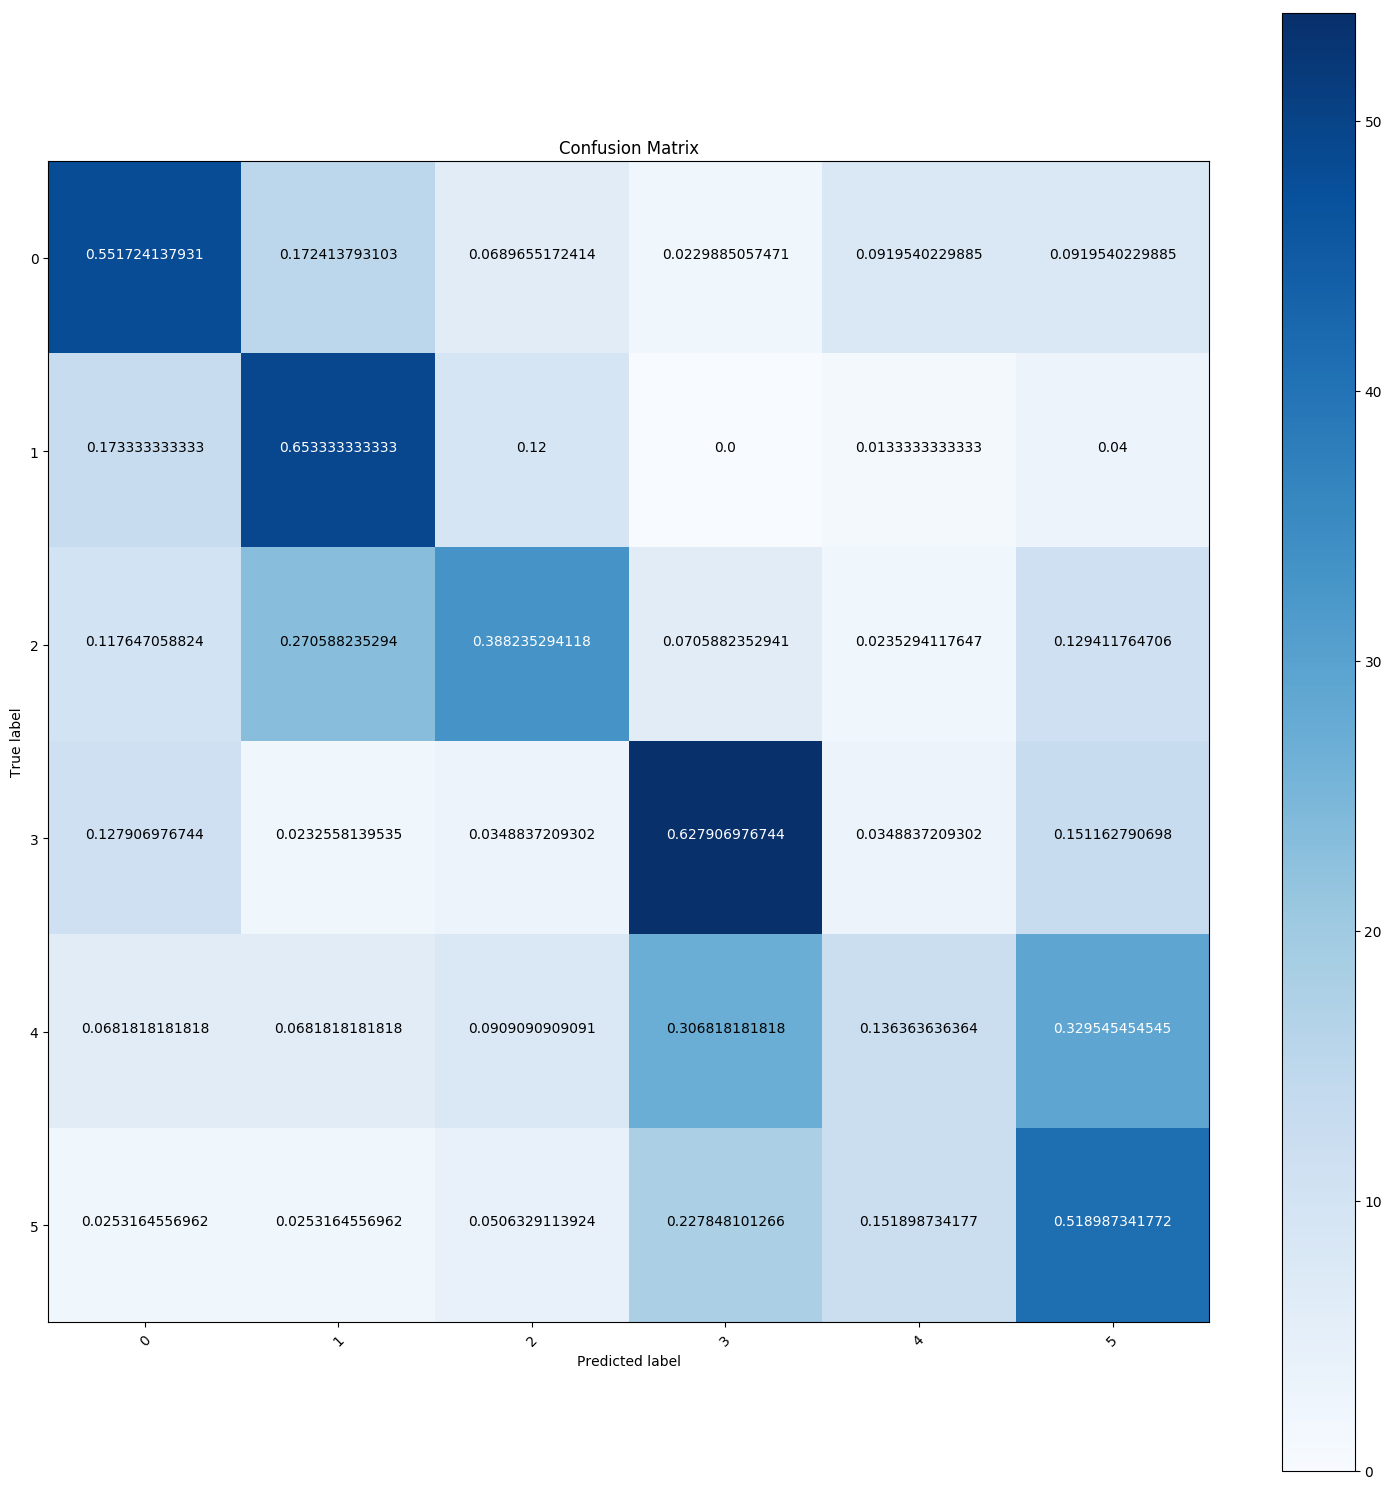 Confusion Matrix
0 0.551724137931 0.172413793103 0.0689655172414 0.0229885057471 0.0919540229885 0.0919540229885
1 0.173333333333 0.653333333333 0.12 0.0 0.0133333333333 0.04
2 0.117647058824 0.270588235294 0.388235294118 0.0705882352941 0.0235294117647 0.129411764706
3 0.127906976744 0.0232558139535 0.0348837209302 0.627906976744 0.0348837209302 0.151162790698
4 0.0681818181818 0.0681818181818 0.0909090909091 0.306818181818 0.136363636364 0.329545454545
5 0.0253164556962 0.0253164556962 0.0506329113924 0.227848101266 0.151898734177 0.518987341772
0 1 2 3 4 5
Predicted label
True label
50
40
30
20
10
0